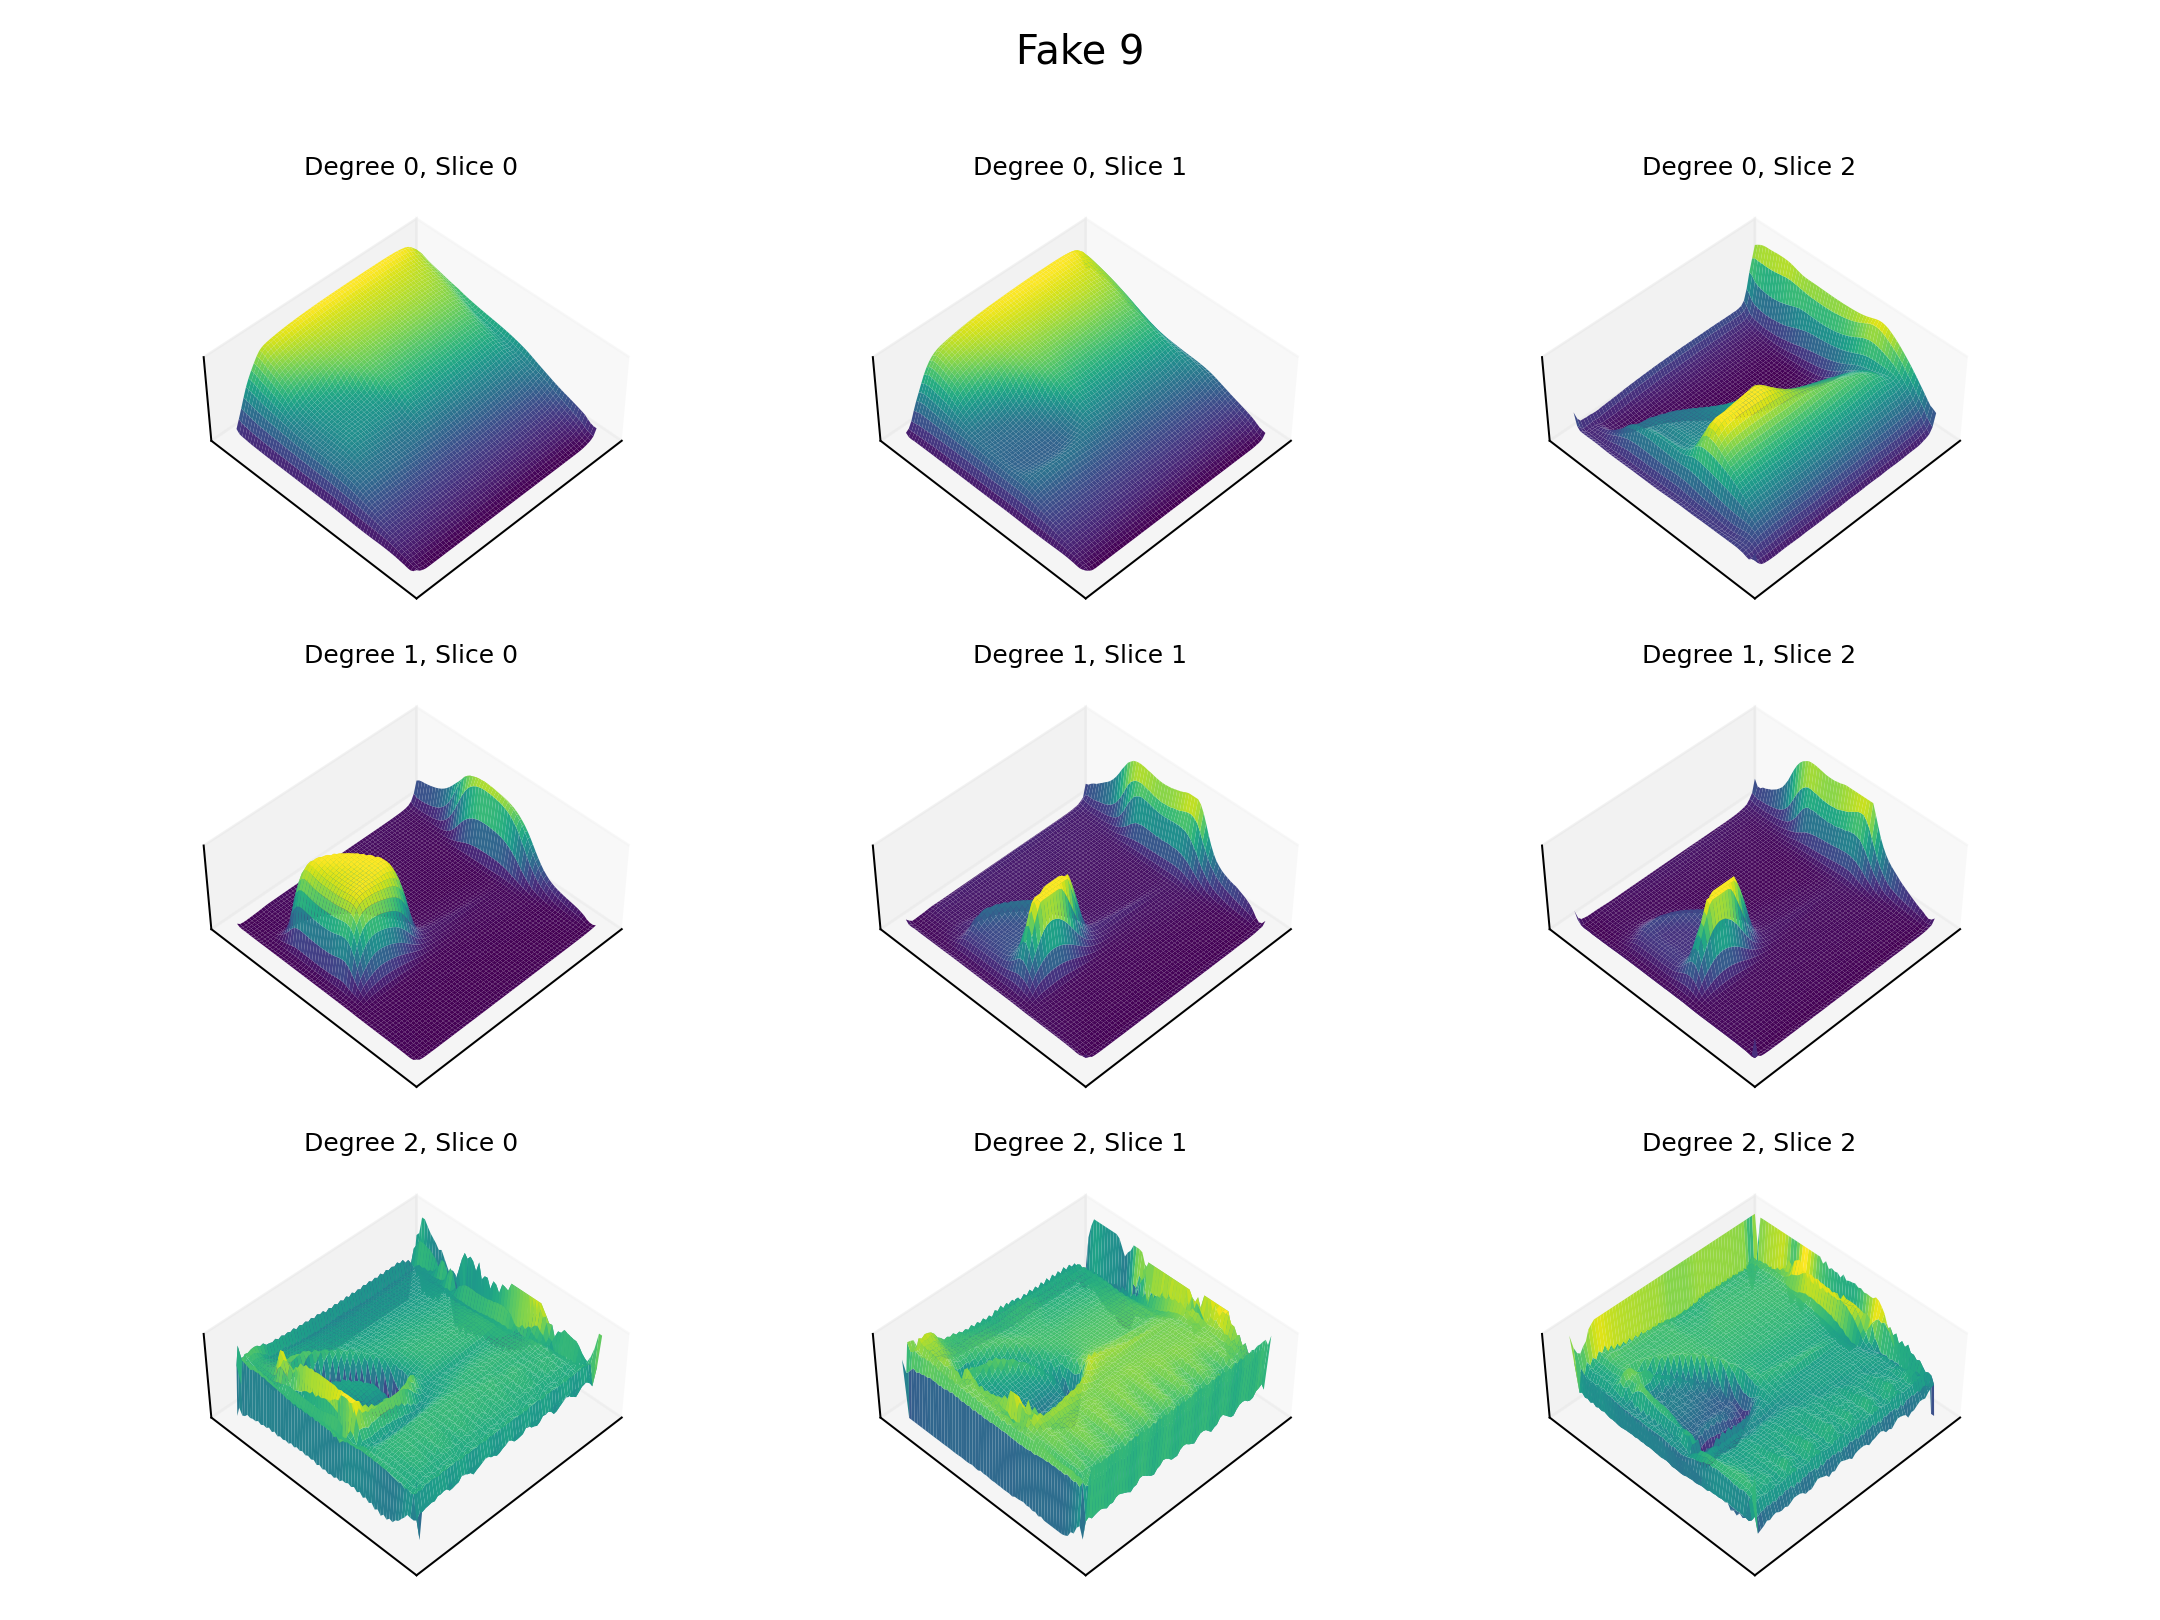 Fake 9
Degree 0, Slice 0
Degree 0, Slice 1
Degree 0, Slice 2
Degree 1, Slice 0
Degree 1, Slice 1
Degree 1, Slice 2
Degree 2, Slice 0
Degree 2, Slice 1
Degree 2, Slice 2